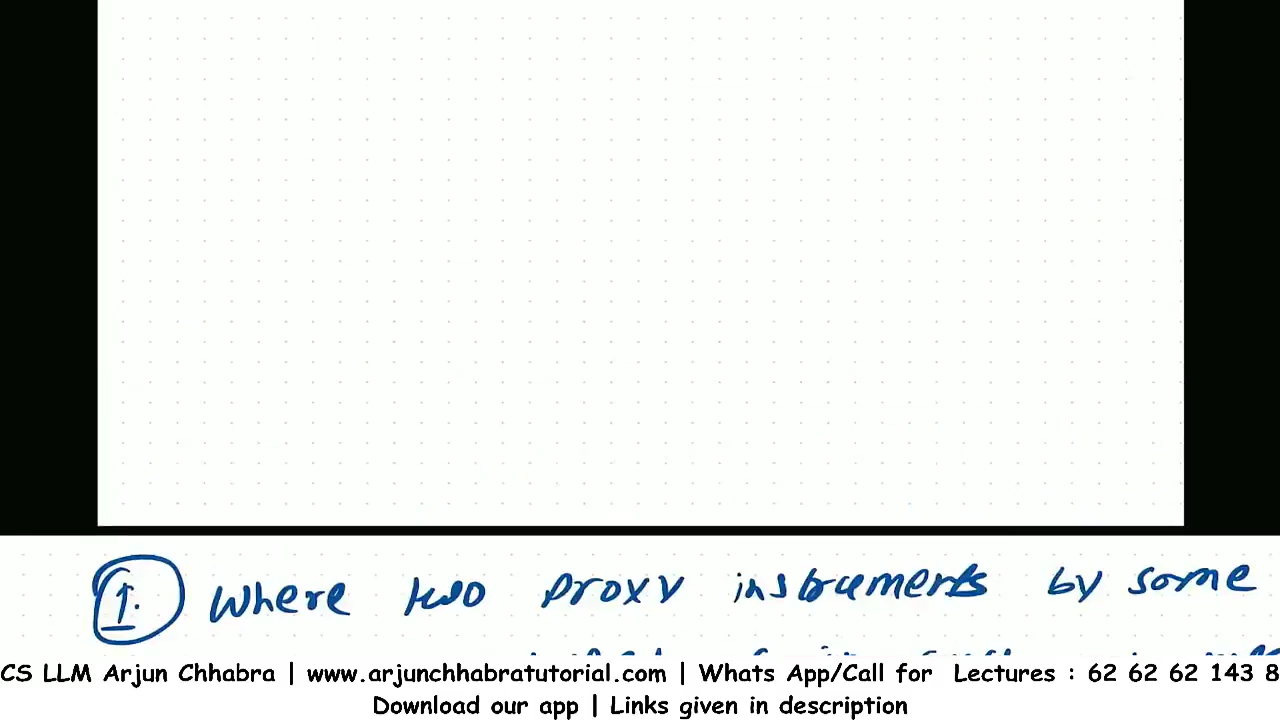 1. Where two proxy instruments by some
CS LLM Arjun Chhabra | www.arjunchhabratutorial.com | Whats App/Call for Lectures : 62 62 62 143 8
Download our app | Links given in description